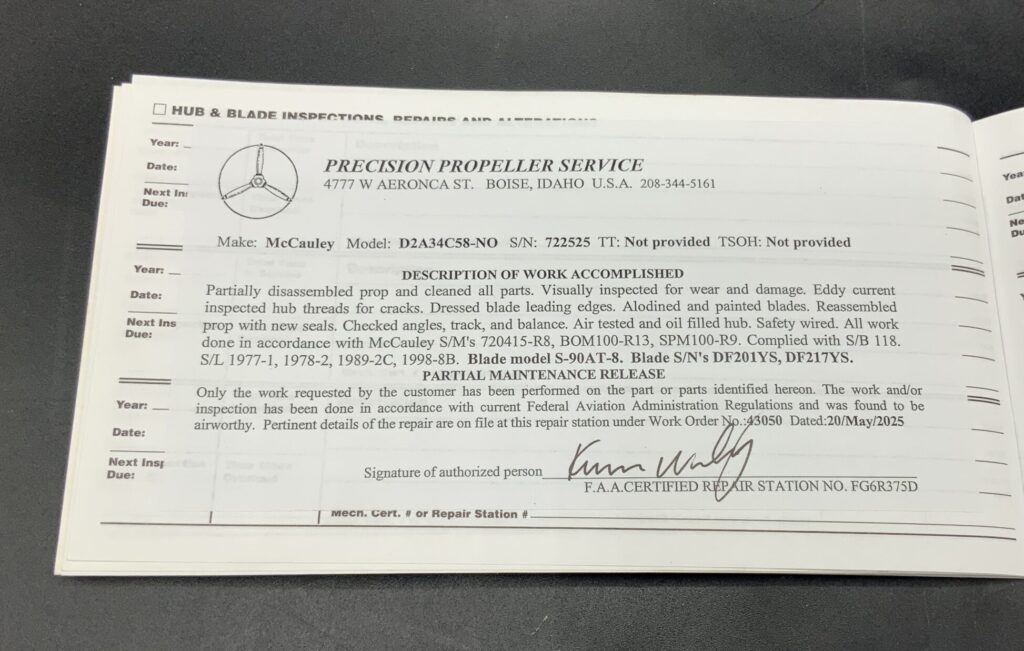 HUB & BLADE INSPECTIONS, REPAIRS AND ALTERATIONS
Year:
Date:
Next Ins
Due:
PRECISION PROPELLER SERVICE
4777 W AERONCA ST. BOISE, IDAHO U.S.A. 208-344-5161
Make: McCauley Model: D2A34C58-NO S/N: 722525 TT: Not provided TSOH: Not provided
Year:
Date:
Next Ins
Due:
DESCRIPTION OF WORK ACCOMPLISHED
Partially disassembled prop and cleaned all parts. Visually inspected for wear and damage. Eddy current
inspected hub threads for cracks. Dressed blade leading edges. Alodined and painted blades. Reassembled
prop with new seals. Checked angles, track, and balance. Air tested and oil filled hub. Safety wired. All work
done in accordance with McCauley S/M's 720415-R8, BOM100-R13, SPM100-R9. Complied with S/B 118.
S/L 1977-1, 1978-2, 1989-2C, 1998-8B. Blade model S-90AT-8. Blade S/N's DF201YS, DF217YS.
PARTIAL MAINTENANCE RELEASE
Only the work requested by the customer has been performed on the part or parts identified hereon. The work and/or
inspection has been done in accordance with current Federal Aviation Administration Regulations and was found to be
airworthy. Pertinent details of the repair are on file at this repair station under Work Order No.:43050 Dated:20/May/2025
Year:
Date:
Next Insp
Due:
Signature of authorized person
F.A.A.CERTIFIED REPAIR STATION NO. FG6R375D
Mech. Cert. # or Repair Station #